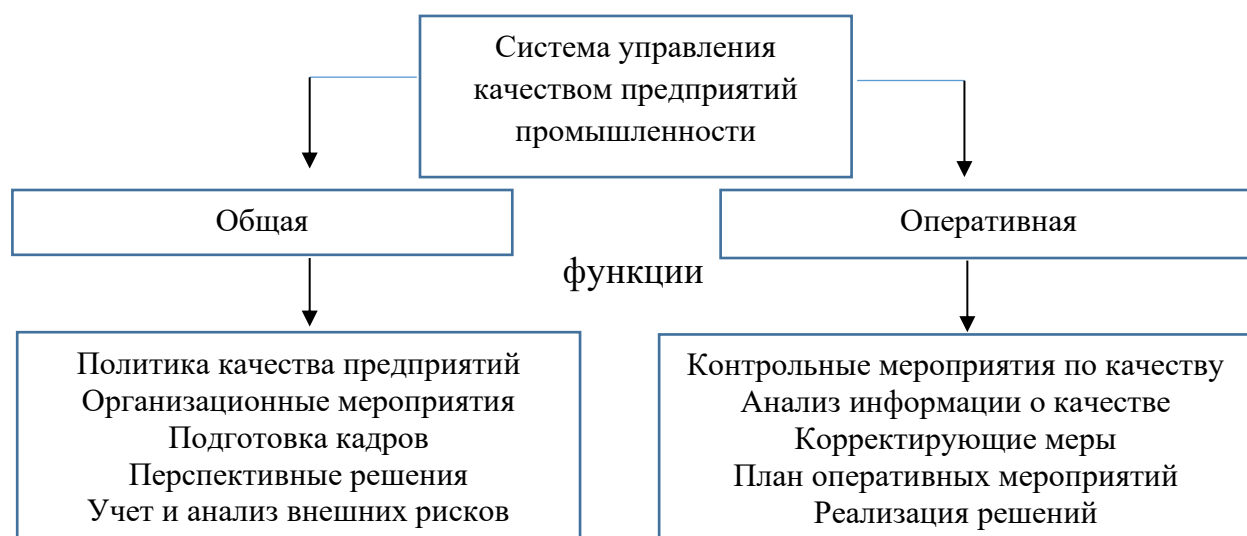 Система управления
качеством предприятий
промышленности
Общая
Оперативная
функции
Политика качества предприятий
Организационные мероприятия
Подготовка кадров
Перспективные решения
Учет и анализ внешних рисков
Контрольные мероприятия по качеству
Анализ информации о качестве
Корректирующие меры
План оперативных мероприятий
Реализация решений